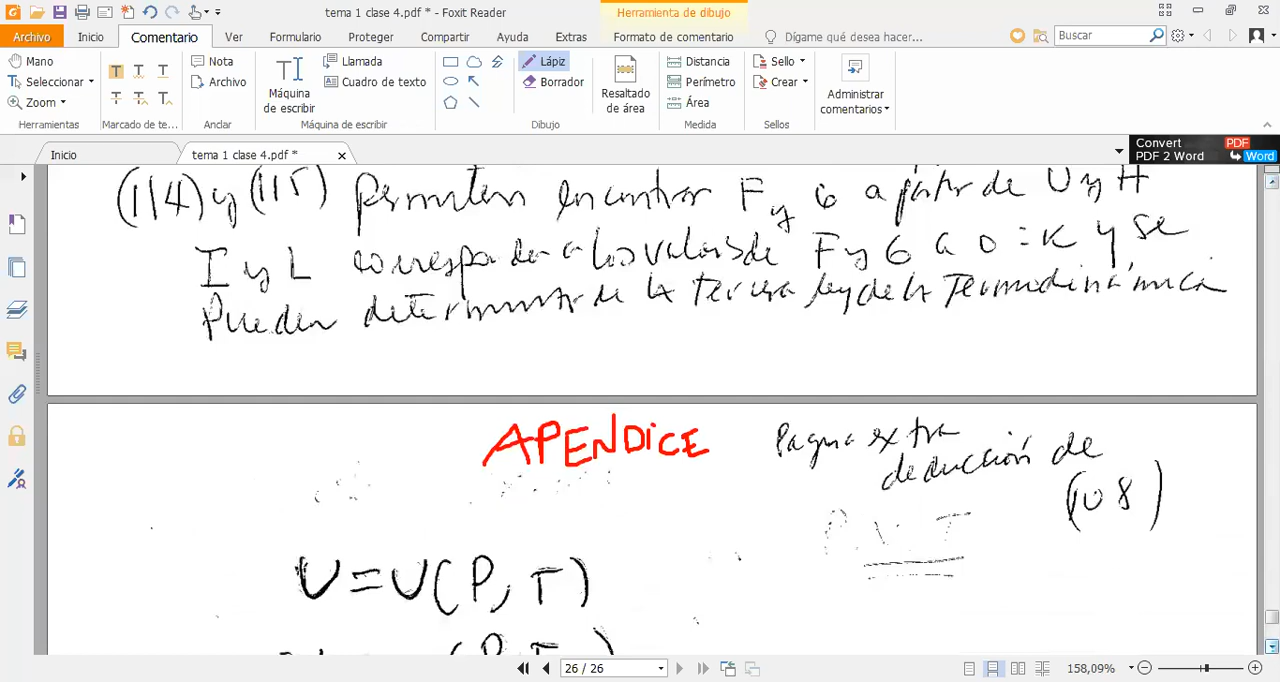 tema 1 clase 4.pdf * - Foxit Reader
Herramienta de dibujo
Archivo Inicio Comentario Ver Formulario Proteger Compartir Ayuda Extras Formato de comentario Dígame qué desea hacer... Buscar
Mano
Seleccionar
Zoom
Herramientas
Marcado de te...
Nota
Archivo
Anclar
Máquina de escribir
Llamada
Cuadro de texto
Máquina de escribir
Lápiz
Borrador
Dibujo
Resaltado de área
Distancia
Perímetro
Área
Medida
Sello
Crear
Sellos
Administrar comentarios
Inicio
tema 1 clase 4.pdf *
Convert PDF
PDF 2 Word Word
(114) y (115) permiten encontrar F y G a partir de U y H
I y L corresponden a los valores de F y G a 0 = K y se
Pueden determinar de la tercera ley de la Termodinámica
APENDICE
Pagina extra
deducción de
(108)
P. V. T
U = U (P, T)
(P, T)
26 / 26
158,09%